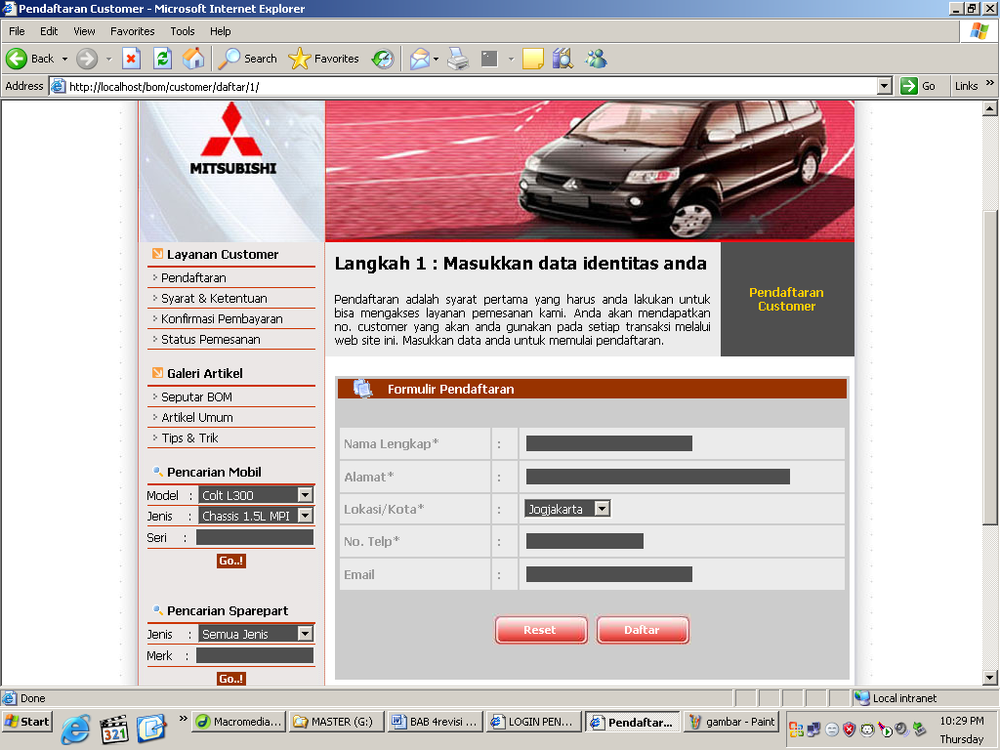 Pendaftaran Customer - Microsoft Internet Explorer
File Edit View Favorites Tools Help
Back Search Favorites
Address http://localhost/bom/customer/daftar/1/ Go Links »
MITSUBISHI
Layanan Customer
Pendaftaran
Syarat & Ketentuan
Konfirmasi Pembayaran
Status Pemesanan
Galeri Artikel
Seputar BOM
Artikel Umum
Tips & Trik
Pencarian Mobil
Model : Colt L300
Jenis : Chassis 1.5L MPI
Seri :
Go..!
Pencarian Sparepart
Jenis : Semua Jenis
Merk :
Go..!
Langkah 1 : Masukkan data identitas anda
Pendaftaran adalah syarat pertama yang harus anda lakukan untuk
bisa mengakses layanan pemesanan kami. Anda akan mendapatkan
no. customer yang akan anda gunakan pada setiap transaksi melalui
web site ini. Masukkan data anda untuk memulai pendaftaran.
Pendaftaran
Customer
Formulir Pendaftaran
Nama Lengkap* :
Alamat* :
Lokasi/Kota* : Jogjakarta
No. Telp* :
Email :
Reset Daftar
Done Local intranet
Start 321 » Macromedia... MASTER (G:) BAB 4revisi ... LOGIN PEN... Pendaftar... gambar - Paint 10:29 PM
Thursday